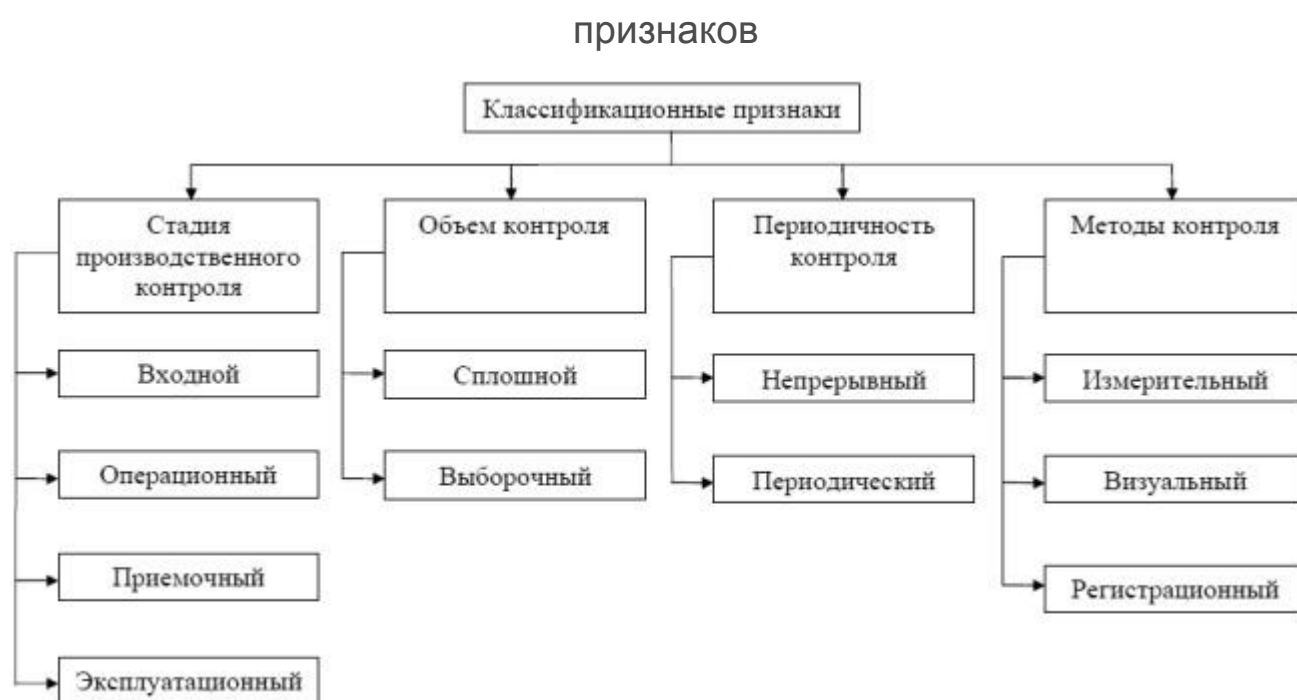 признаков
Классификационные признаки
Стадия
производственного
контроля
Входной
Операционный
Приемочный
Эксплуатационный
Объем контроля
Сплошной
Выборочный
Периодичность
контроля
Непрерывный
Периодический
Методы контроля
Измерительный
Визуальный
Регистрационный